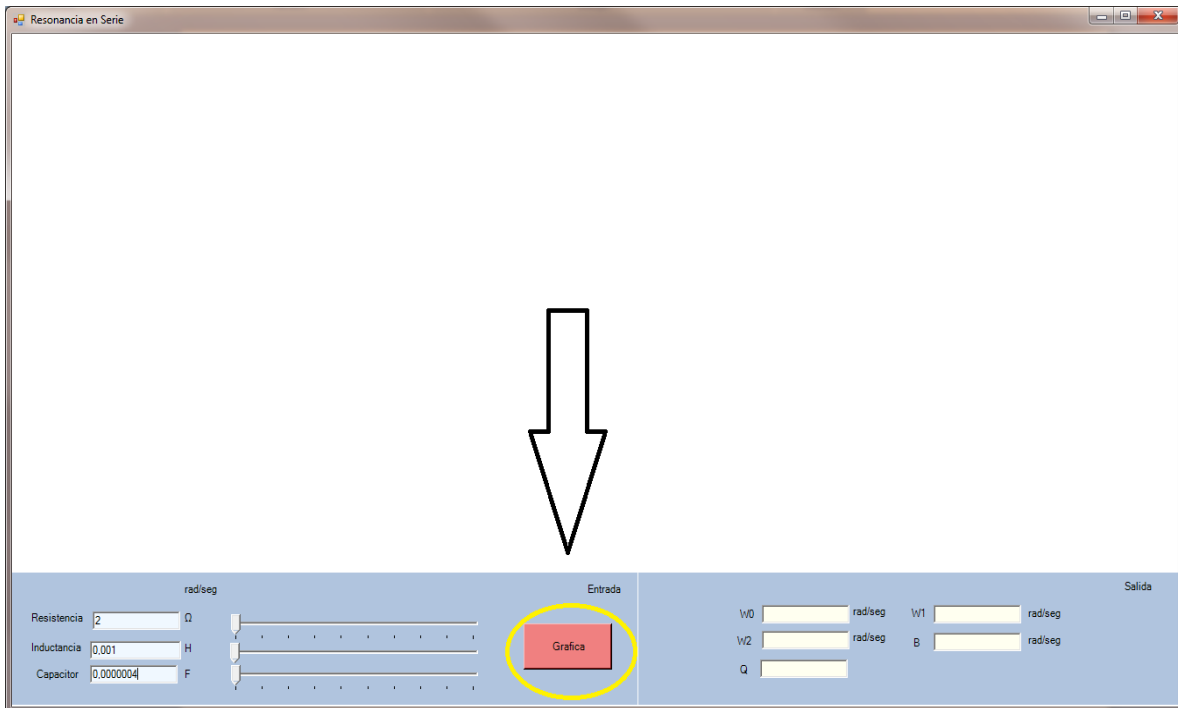 Resonancia en Serie
rad/seg
Entrada
Resistencia 2 Ω
Inductancia 0,001 H
Capacitor 0,0000004 F
Grafica
Salida
W0 rad/seg W1 rad/seg
W2 rad/seg B rad/seg
Q